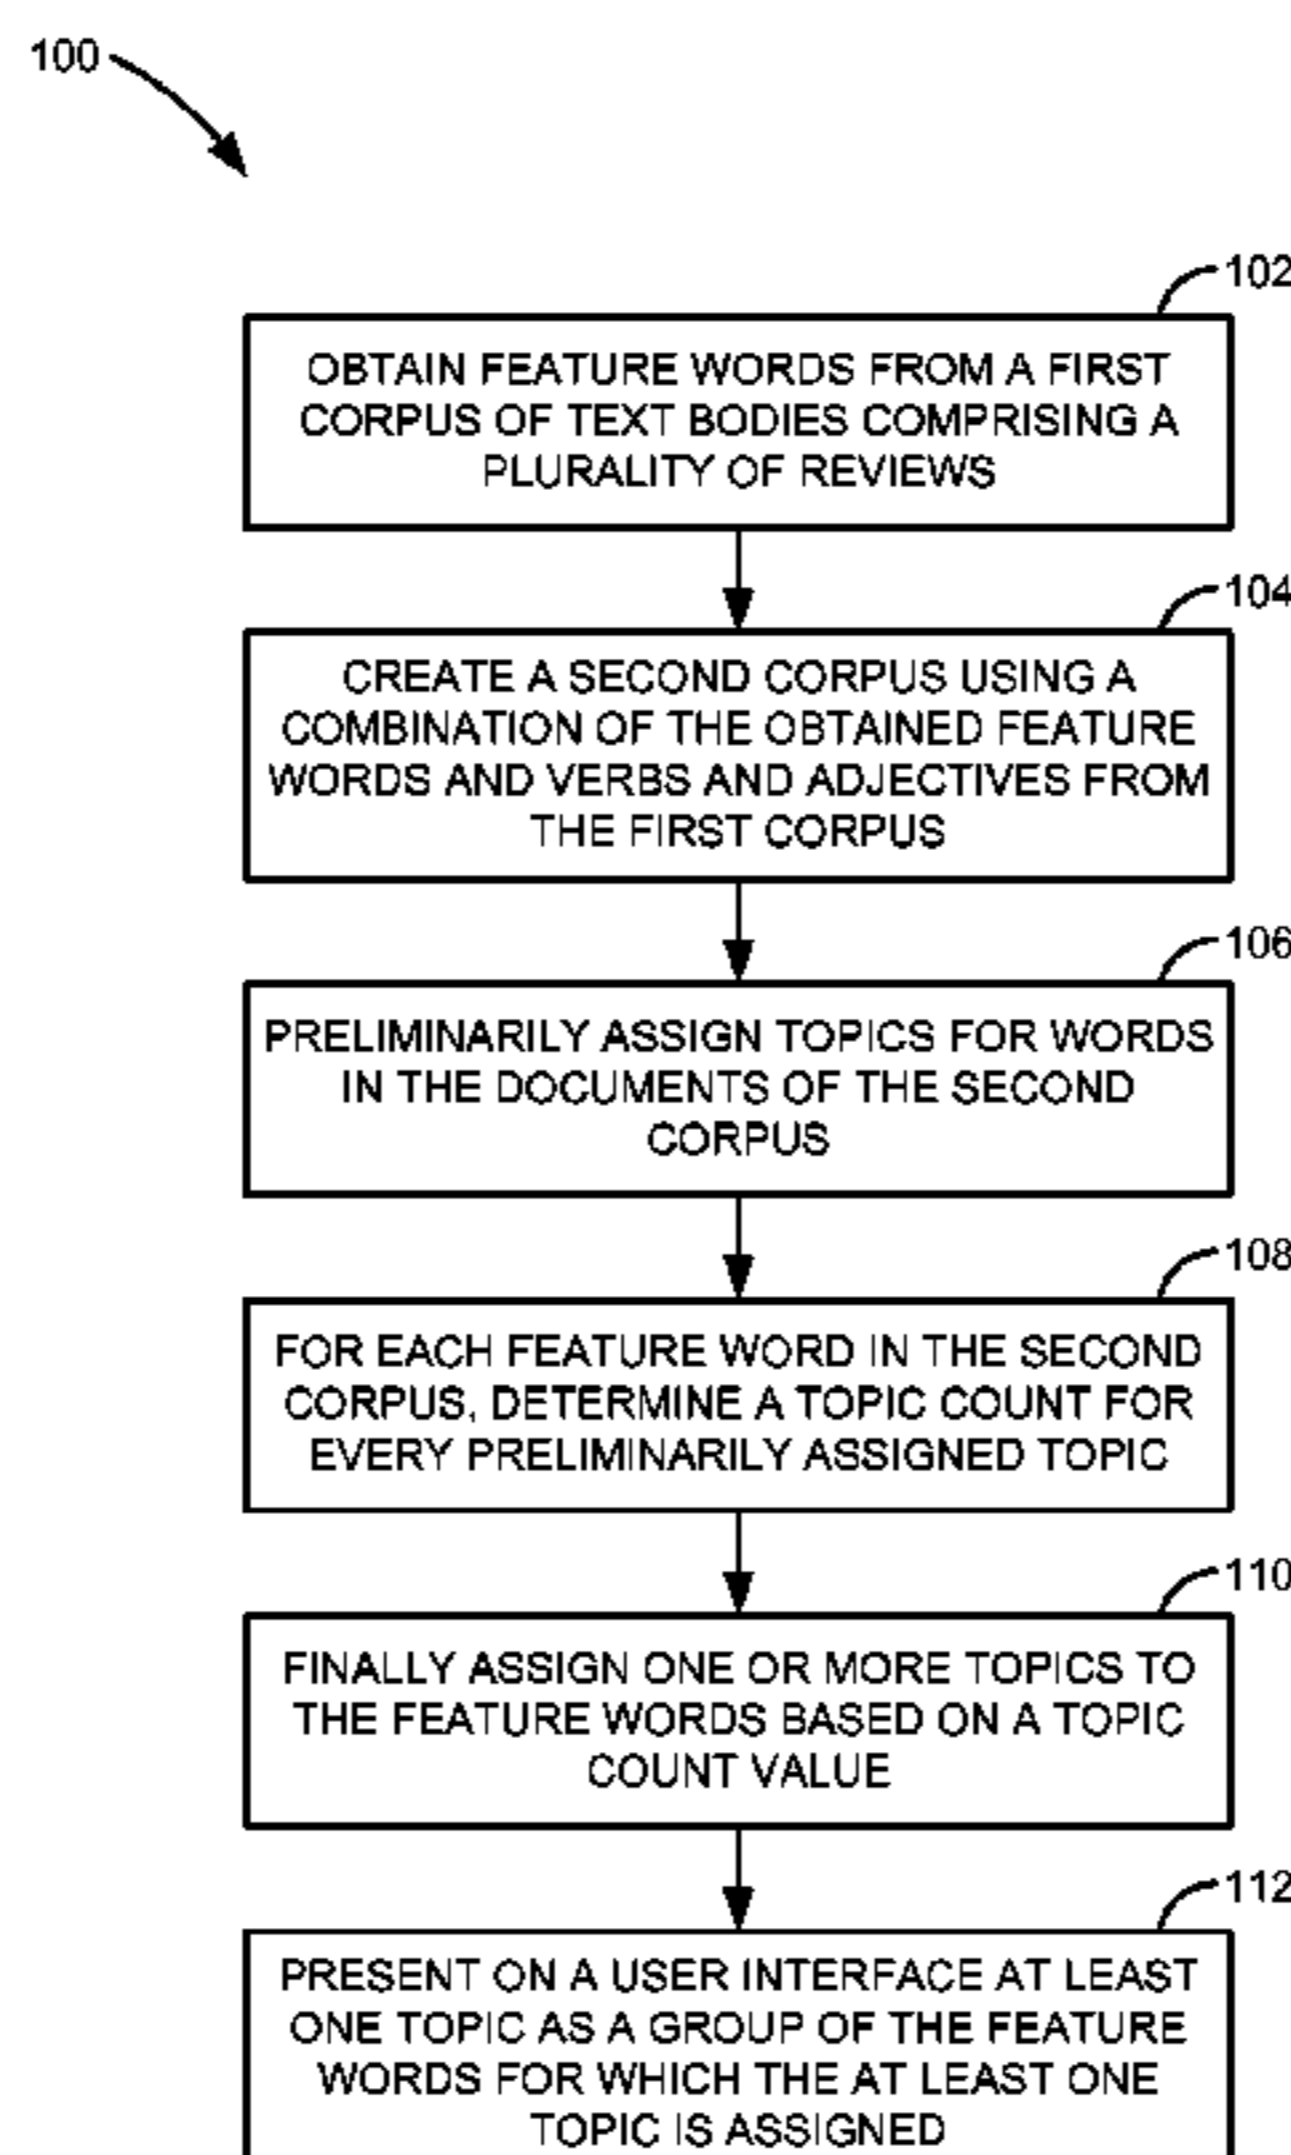 100
102
OBTAIN FEATURE WORDS FROM A FIRST
CORPUS OF TEXT BODIES COMPRISING A
PLURALITY OF REVIEWS
104
CREATE A SECOND CORPUS USING A
COMBINATION OF THE OBTAINED FEATURE
WORDS AND VERBS AND ADJECTIVES FROM
THE FIRST CORPUS
106
PRELIMINARILY ASSIGN TOPICS FOR WORDS
IN THE DOCUMENTS OF THE SECOND
CORPUS
108
FOR EACH FEATURE WORD IN THE SECOND
CORPUS, DETERMINE A TOPIC COUNT FOR
EVERY PRELIMINARILY ASSIGNED TOPIC
110
FINALLY ASSIGN ONE OR MORE TOPICS TO
THE FEATURE WORDS BASED ON A TOPIC
COUNT VALUE
112
PRESENT ON A USER INTERFACE AT LEAST
ONE TOPIC AS A GROUP OF THE FEATURE
WORDS FOR WHICH THE AT LEAST ONE
TOPIC IS ASSIGNED